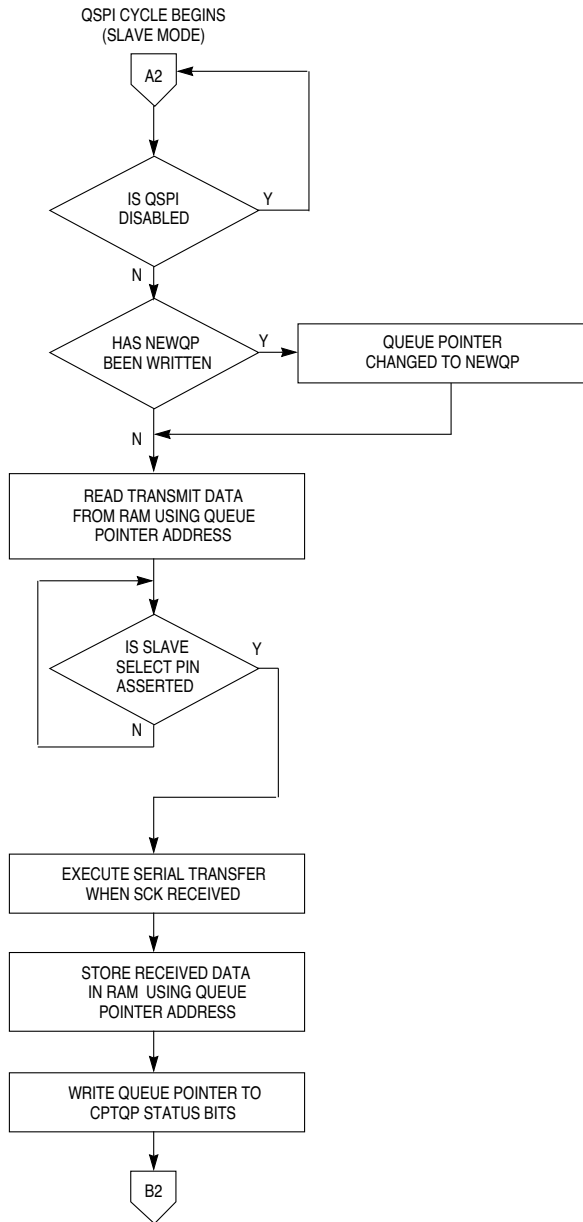 QSPI CYCLE BEGINS
(SLAVE MODE)
A2
IS QSPI
DISABLED
Y
N
HAS NEWQP
BEEN WRITTEN
Y
QUEUE POINTER
CHANGED TO NEWQP
N
READ TRANSMIT DATA
FROM RAM USING QUEUE
POINTER ADDRESS
IS SLAVE
SELECT PIN
ASSERTED
Y
N
EXECUTE SERIAL TRANSFER
WHEN SCK RECEIVED
STORE RECEIVED DATA
IN RAM USING QUEUE
POINTER ADDRESS
WRITE QUEUE POINTER TO
CPTQP STATUS BITS
B2